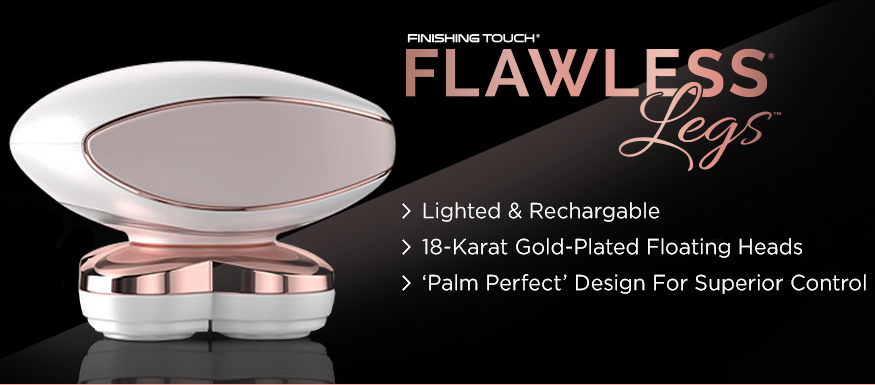 FINISHING TOUCH®
FLAWLESS®
Legs™
> Lighted & Rechargable
> 18-Karat Gold-Plated Floating Heads
> ‘Palm Perfect’ Design For Superior Control